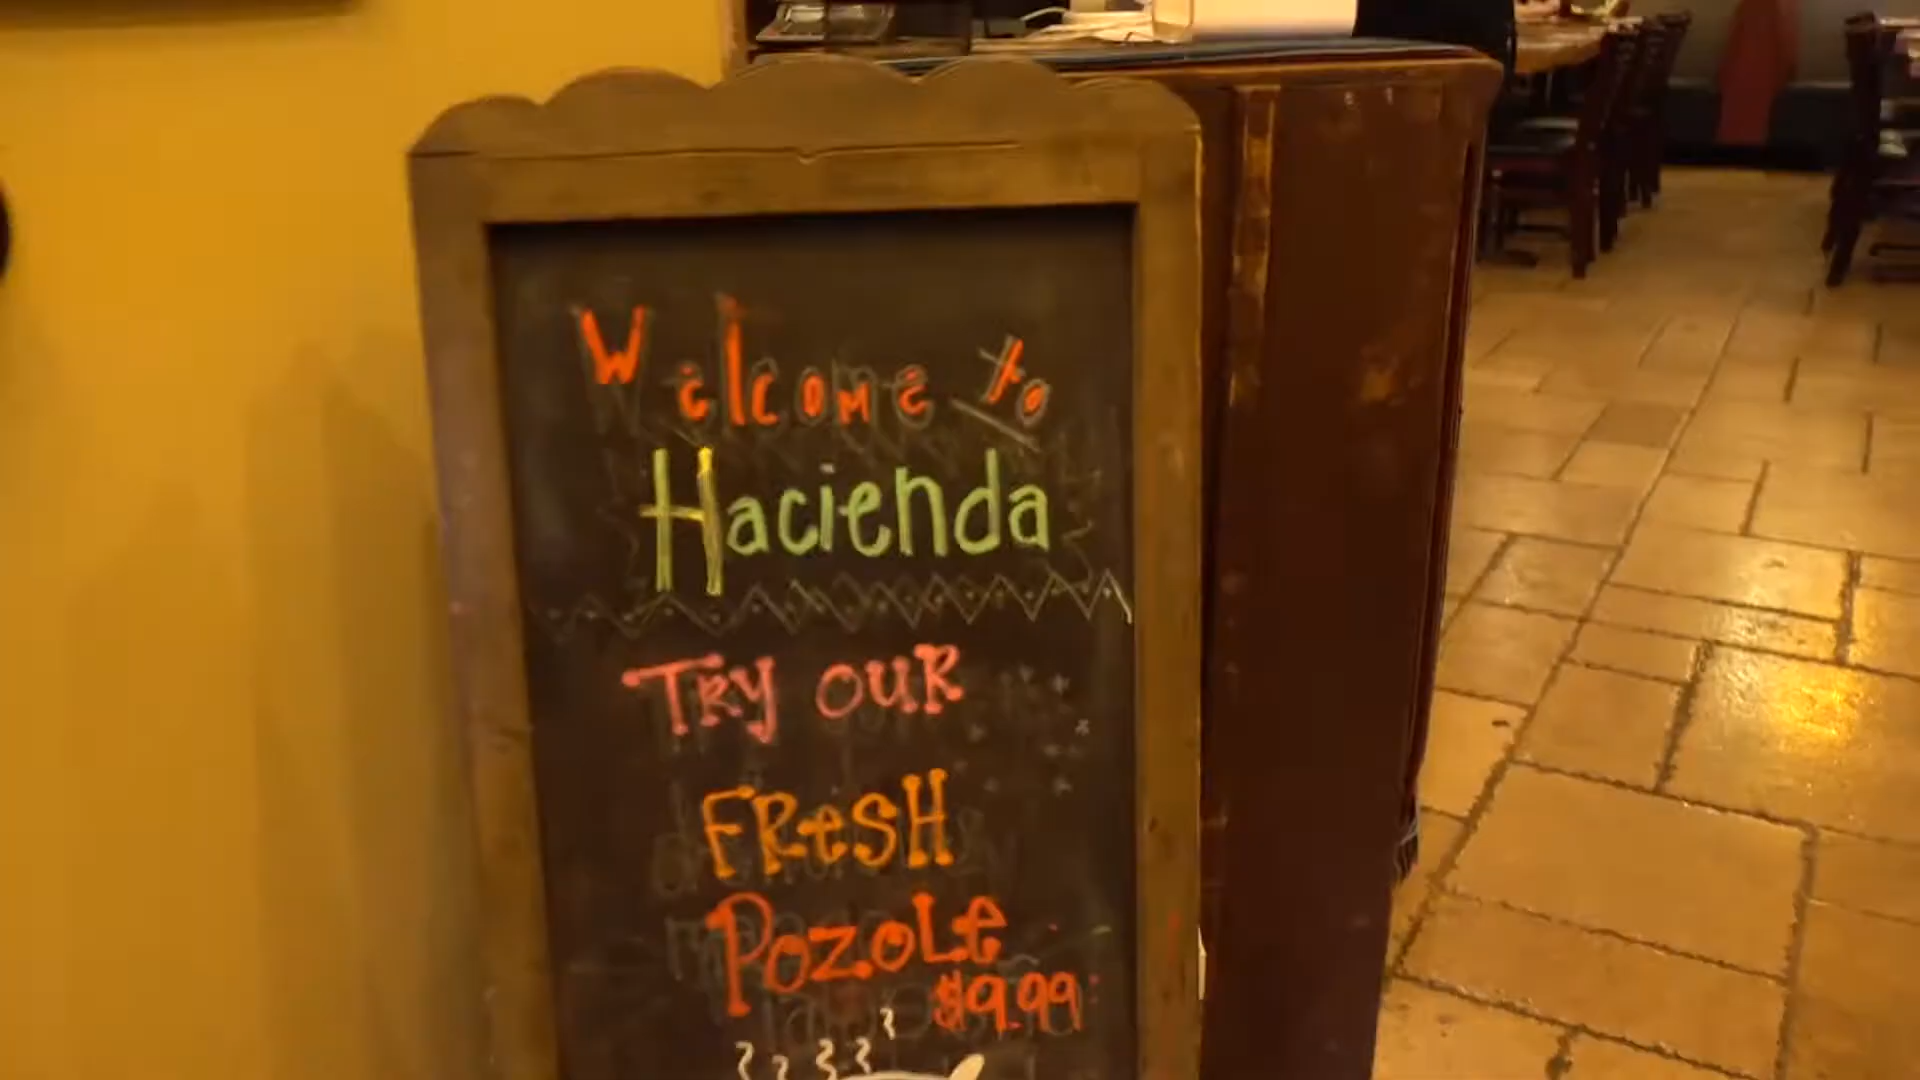 Welcome to
Hacienda
TRY OUR
FResH
PozoLe
$9.99